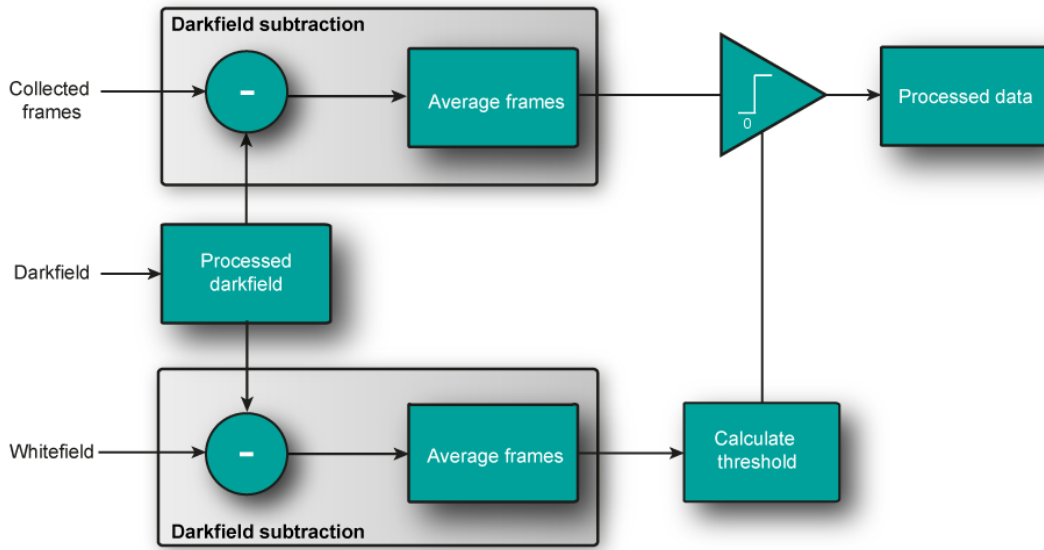 Darkfield subtraction
Collected
frames
-
Average frames
0
Processed data
Darkfield
Processed
darkfield
Whitefield
-
Average frames
Calculate
threshold
Darkfield subtraction